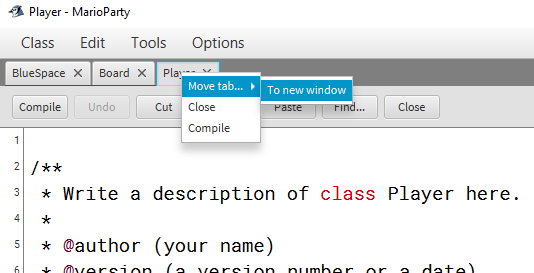 Player - MarioParty
Class Edit Tools Options
BlueSpace Board Player
Move tab... To new window
Compile Undo Cut Paste Find... Close
Close
Compile
1
2 /**
3 * Write a description of class Player here.
4 *
5 * @author (your name)
6 * @version (a version number or a date)